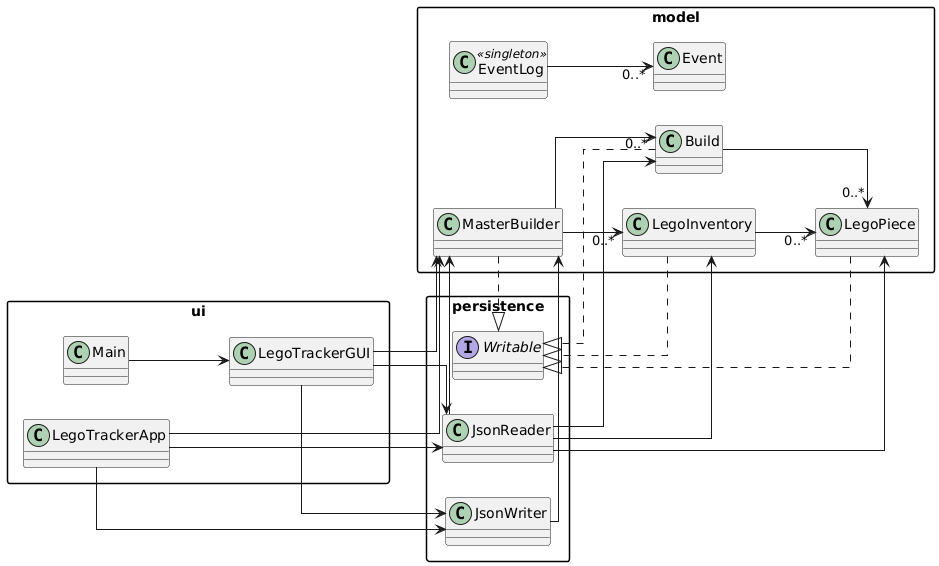 model
C «singleton»
EventLog
C Event
0..*
C Build
0..*
0..*
C MasterBuilder
C LegoInventory
C LegoPiece
0..*
0..*
persistence
ui
I Writable
C Main
C LegoTrackerGUI
C LegoTrackerApp
C JsonReader
C JsonWriter